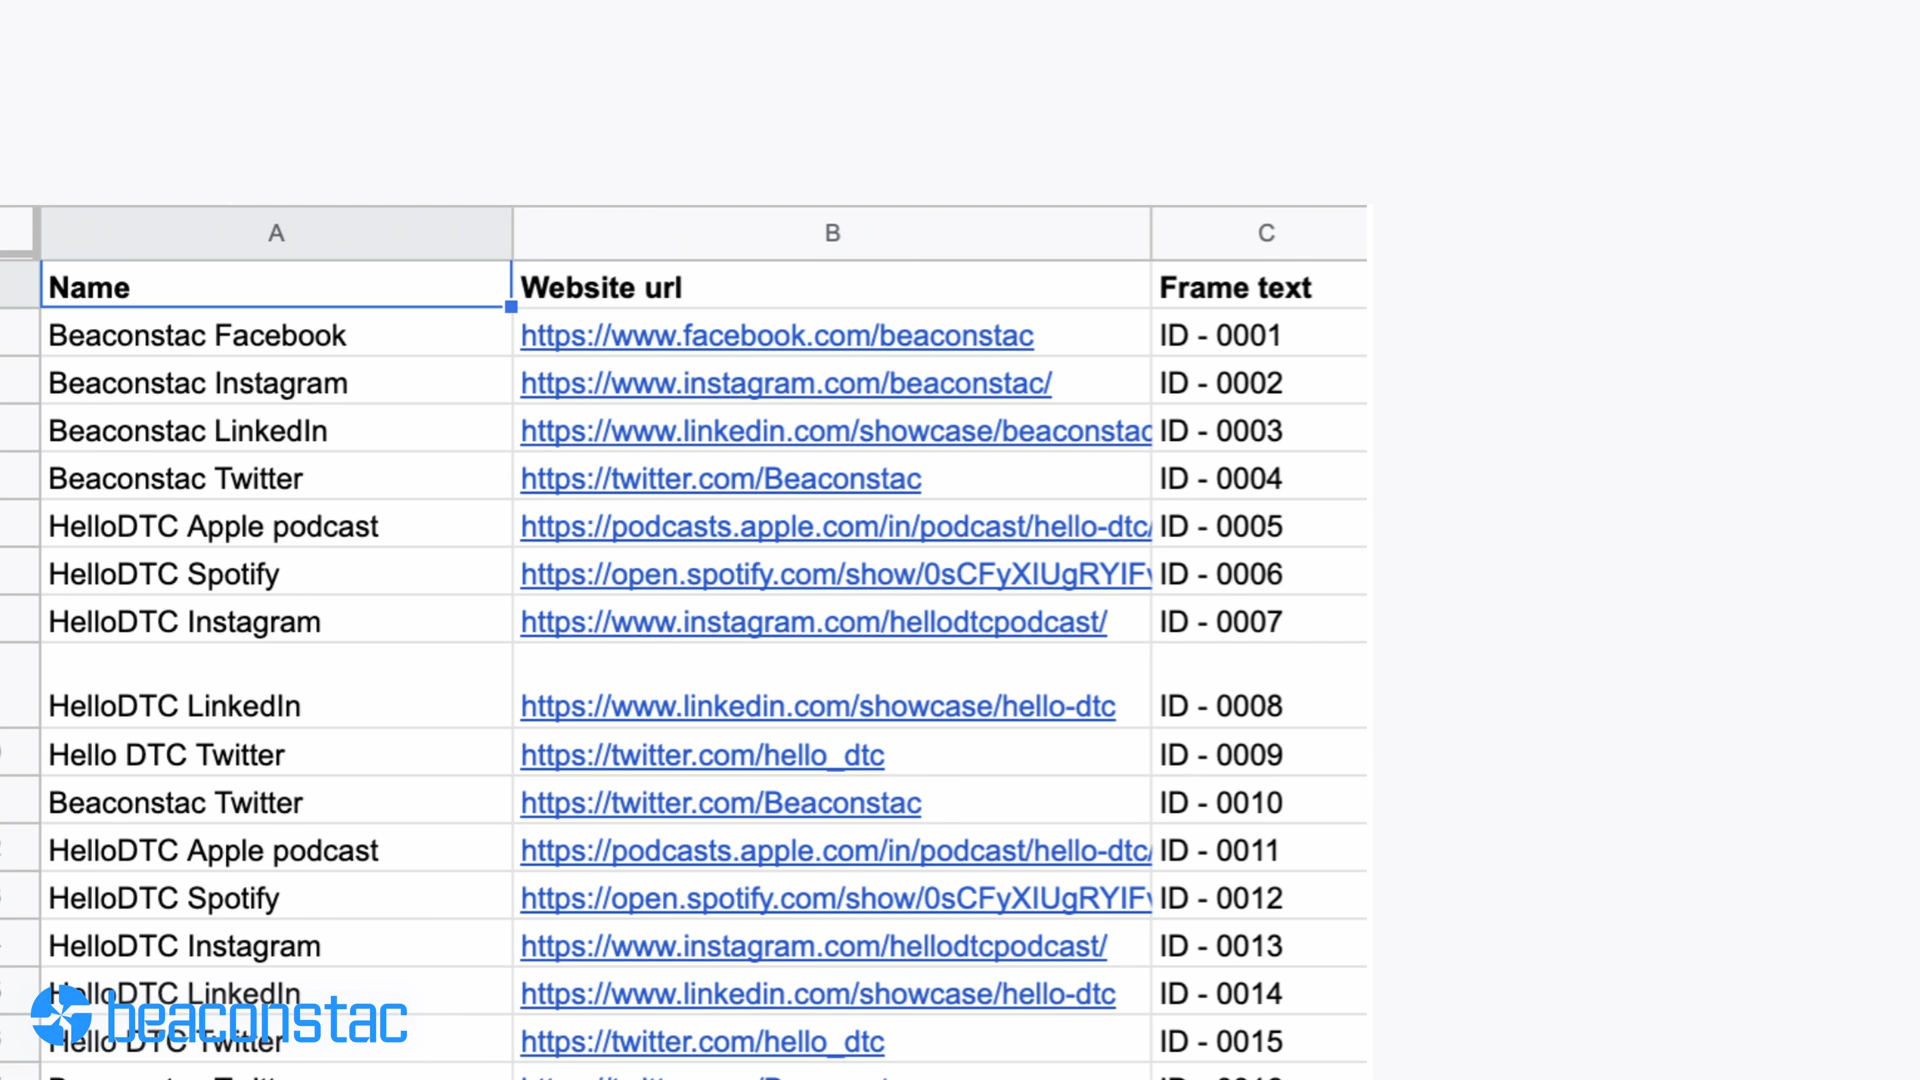 A B C
Name Website url Frame text
Beaconstac Facebook https://www.facebook.com/beaconstac ID - 0001
Beaconstac Instagram https://www.instagram.com/beaconstac/ ID - 0002
Beaconstac LinkedIn https://www.linkedin.com/showcase/beaconstac ID - 0003
Beaconstac Twitter https://twitter.com/Beaconstac ID - 0004
HelloDTC Apple podcast https://podcasts.apple.com/in/podcast/hello-dtc/ ID - 0005
HelloDTC Spotify https://open.spotify.com/show/0sCFyXIUgRYIF ID - 0006
HelloDTC Instagram https://www.instagram.com/hellodtcpodcast/ ID - 0007
HelloDTC LinkedIn https://www.linkedin.com/showcase/hello-dtc ID - 0008
Hello DTC Twitter https://twitter.com/hello_dtc ID - 0009
Beaconstac Twitter https://twitter.com/Beaconstac ID - 0010
HelloDTC Apple podcast https://podcasts.apple.com/in/podcast/hello-dtc/ ID - 0011
HelloDTC Spotify https://open.spotify.com/show/0sCFyXIUgRYIF ID - 0012
HelloDTC Instagram https://www.instagram.com/hellodtcpodcast/ ID - 0013
HelloDTC LinkedIn https://www.linkedin.com/showcase/hello-dtc ID - 0014
beaconstac
Hello DTC Twitter https://twitter.com/hello_dtc ID - 0015